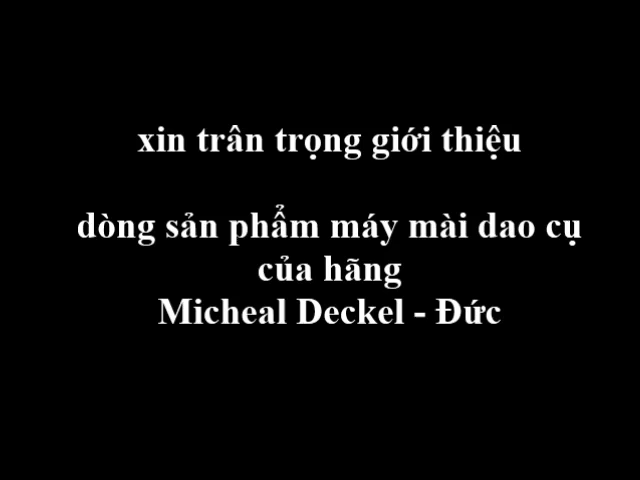 xin trân trọng giới thiệu
dòng sản phẩm máy mài dao cụ
của hãng
Micheal Deckel - Đức